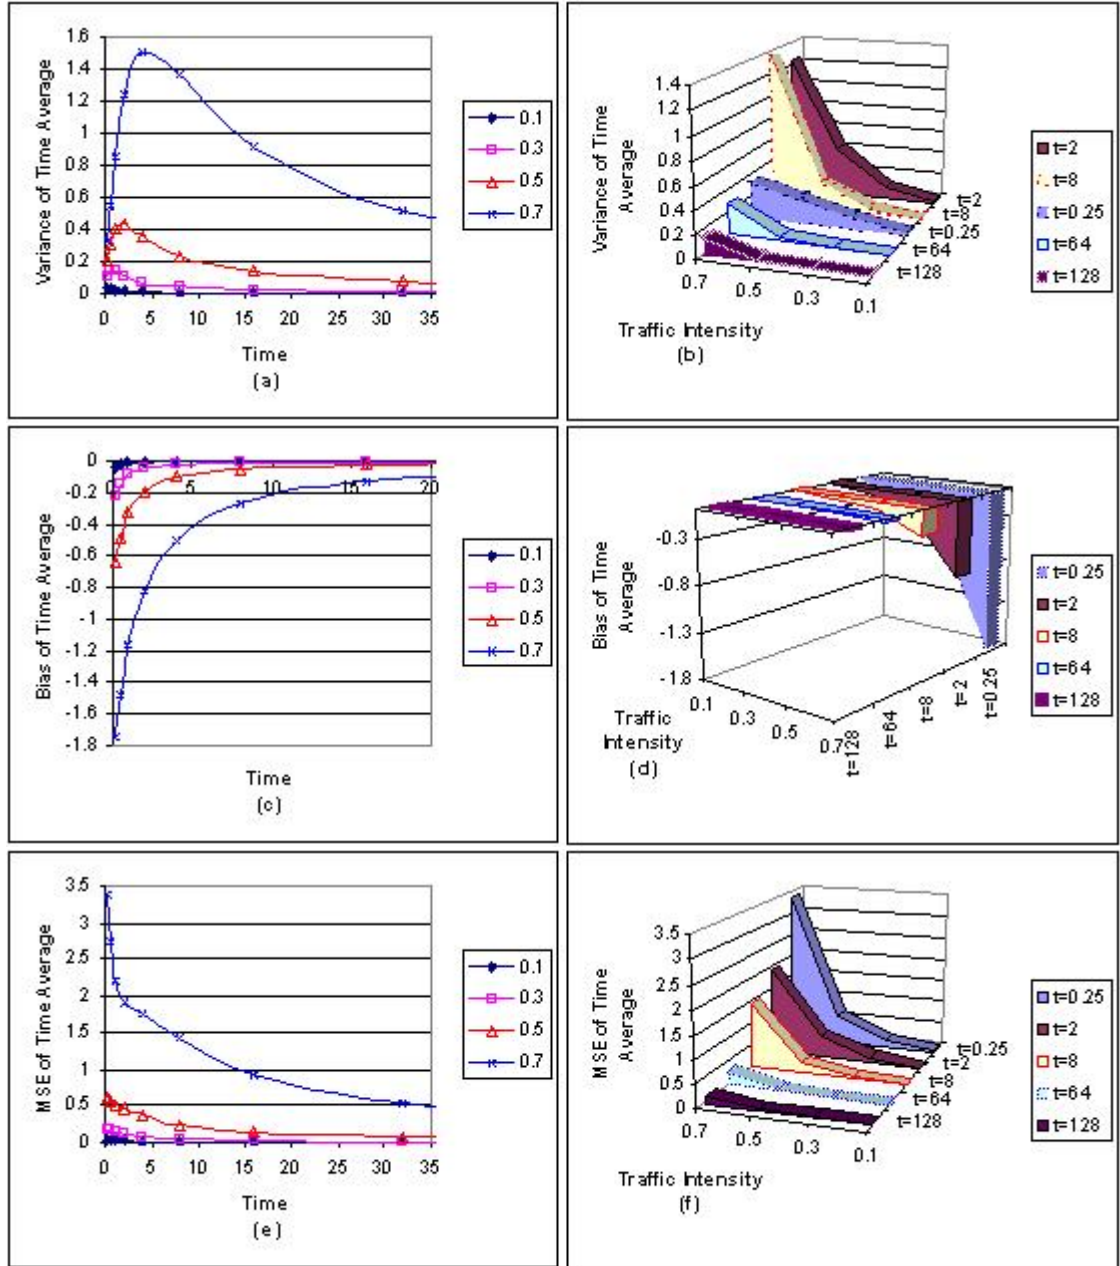 1.6
1.4
1.2
1
0.8
0.6
0.4
0.2
0
Variance of Time Average
0 5 10 15 20 25 30 35
Time
(a)
0.1
0.3
0.5
0.7
1.4
1.2
1
0.8
0.6
0.4
0.2
0
Variance of Time
Average
0.7 0.5 0.3 0.1
t=2
t=8
t=0.25
t=64
t=128
Traffic Intensity
(b)
t=2
t=8
t=0.25
t=64
t=128
0
-0.2
-0.4
-0.6
-0.8
-1
-1.2
-1.4
-1.6
-1.8
Bias of Time Average
0 5 10 15 20
Time
(c)
0.1
0.3
0.5
0.7
-0.3
-0.8
-1.3
-1.8
Bias of Time
Average
0.1 0.3 0.5 0.7
t=128
t=64
t=8
t=2
t=0.25
Traffic
Intensity
(d)
t=0.25
t=2
t=8
t=64
t=128
3.5
3
2.5
2
1.5
1
0.5
0
MSE of Time Average
0 5 10 15 20 25 30 35
Time
(e)
0.1
0.3
0.5
0.7
3.5
3
2.5
2
1.5
1
0.5
0
MSE of Time
Average
0.7 0.5 0.3 0.1
t=0.25
t=2
t=8
t=64
t=128
Traffic Intensity
(f)
t=0.25
t=2
t=8
t=64
t=128